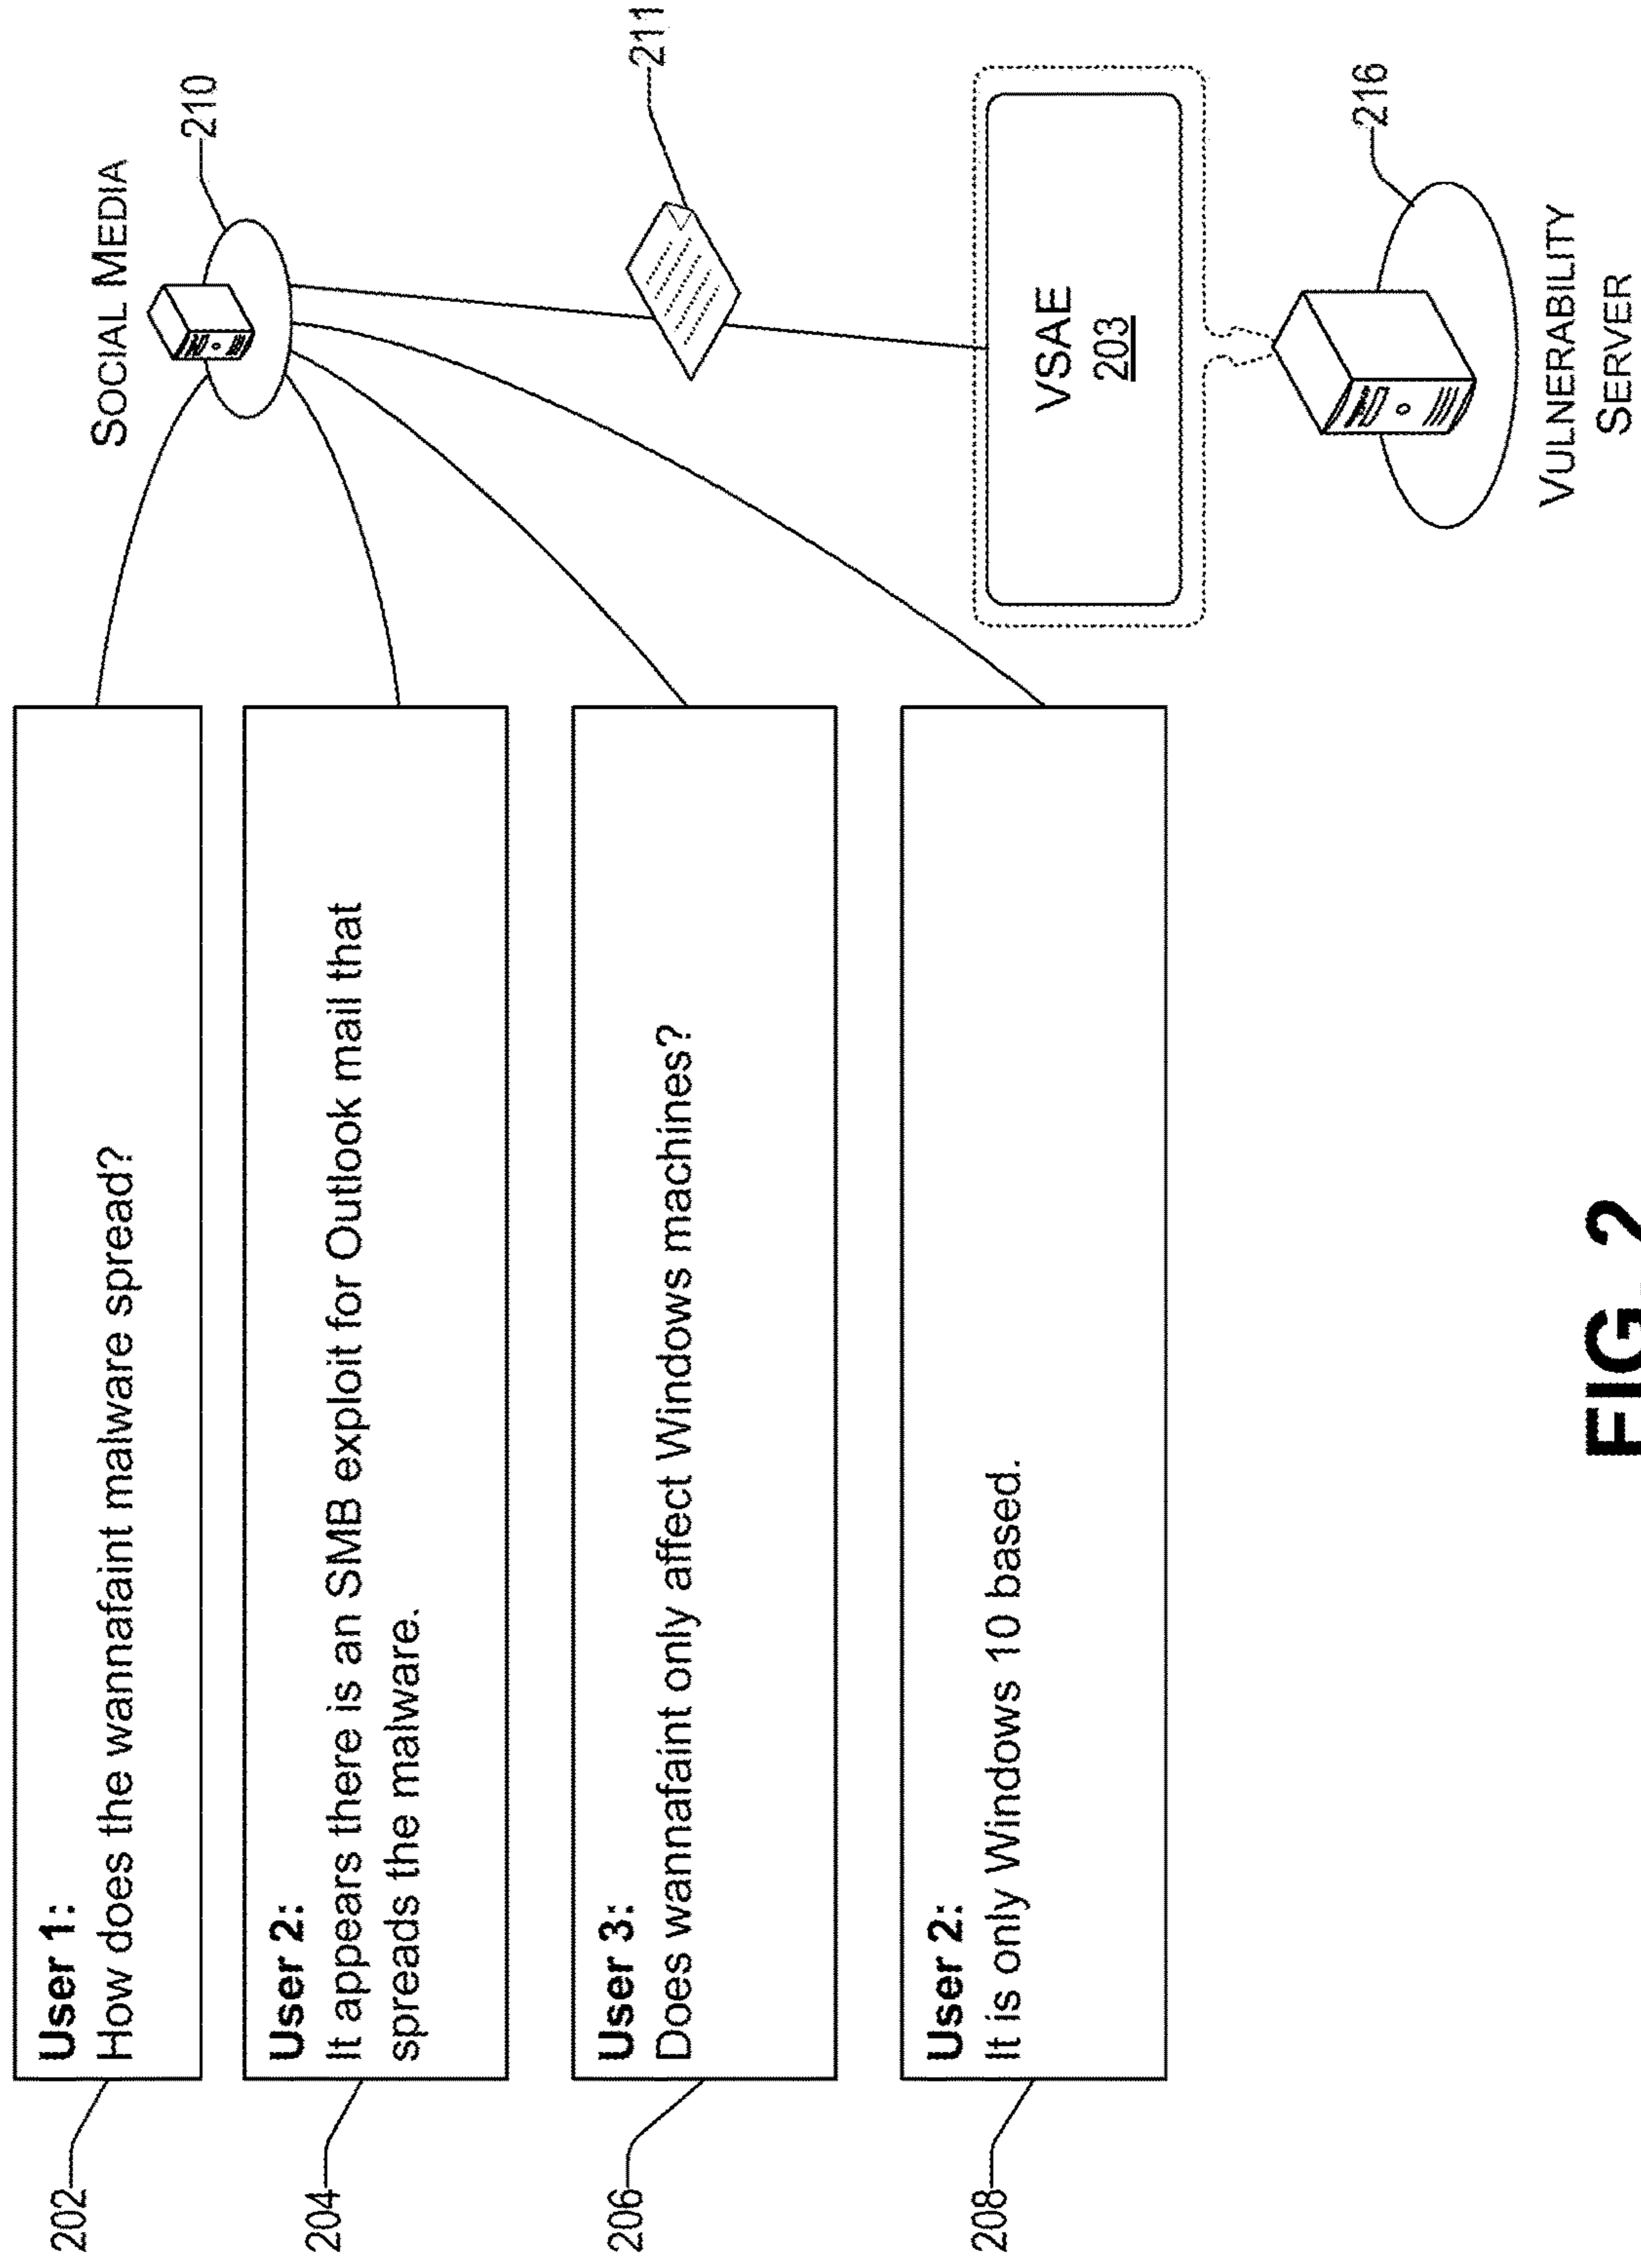 202
User 1:
How does the wannafaint malware spread?
204
User 2:
It appears there is an SMB exploit for Outlook mail that
spreads the malware.
206
User 3:
Does wannafaint only affect Windows machines?
208
User 2:
It is only Windows 10 based.
SOCIAL MEDIA
210
211
VSAE
203
216
VULNERABILITY
SERVER
FIG. 2